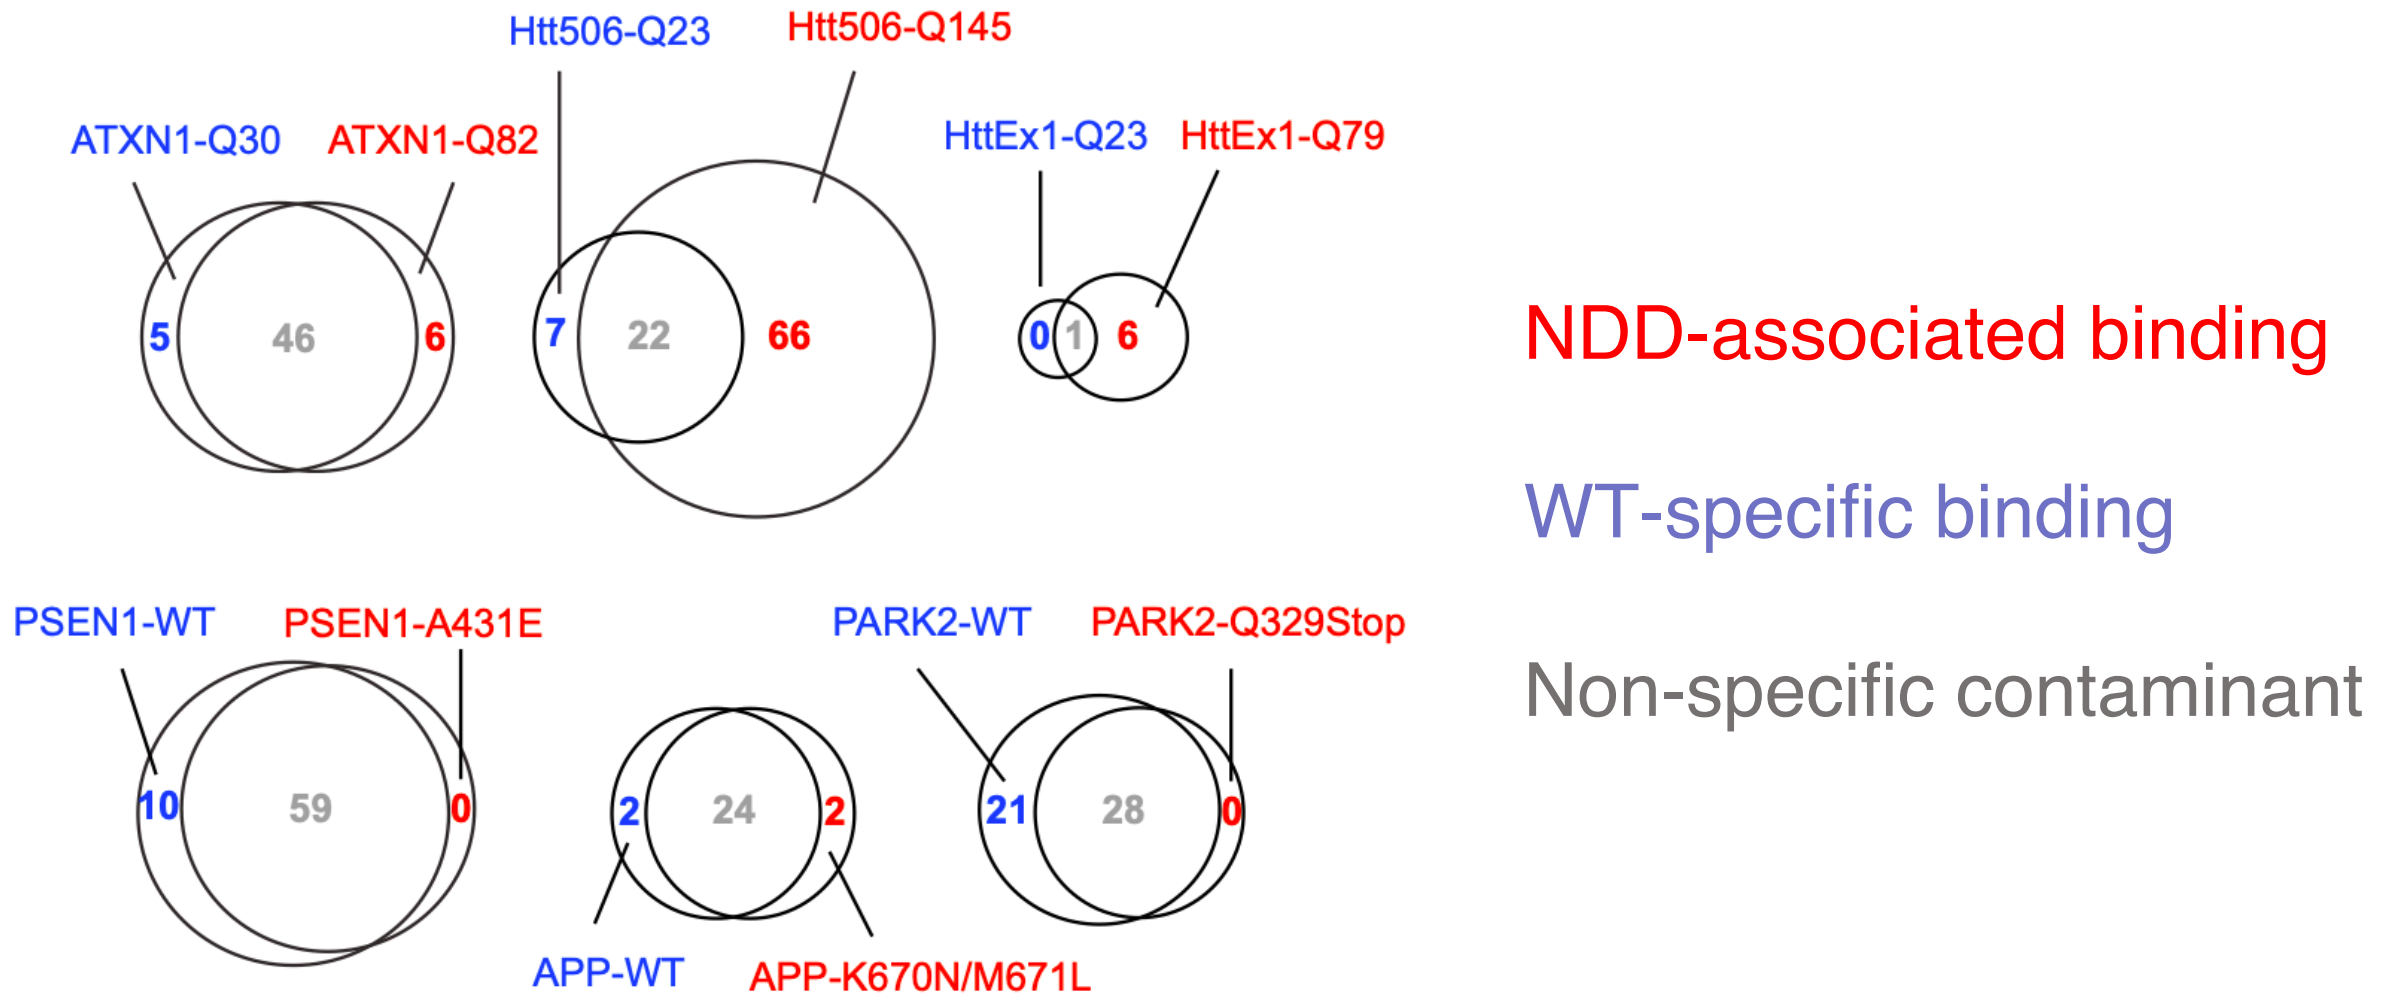 Htt506-Q23 Htt506-Q145
ATXN1-Q30 ATXN1-Q82
HttEx1-Q23 HttEx1-Q79
5 46 6
7 22 66
0 1 6
PSEN1-WT PSEN1-A431E
PARK2-WT PARK2-Q329Stop
10 59 0
2 24 2
21 28 0
APP-WT APP-K670N/M671L
NDD-associated binding
WT-specific binding
Non-specific contaminant